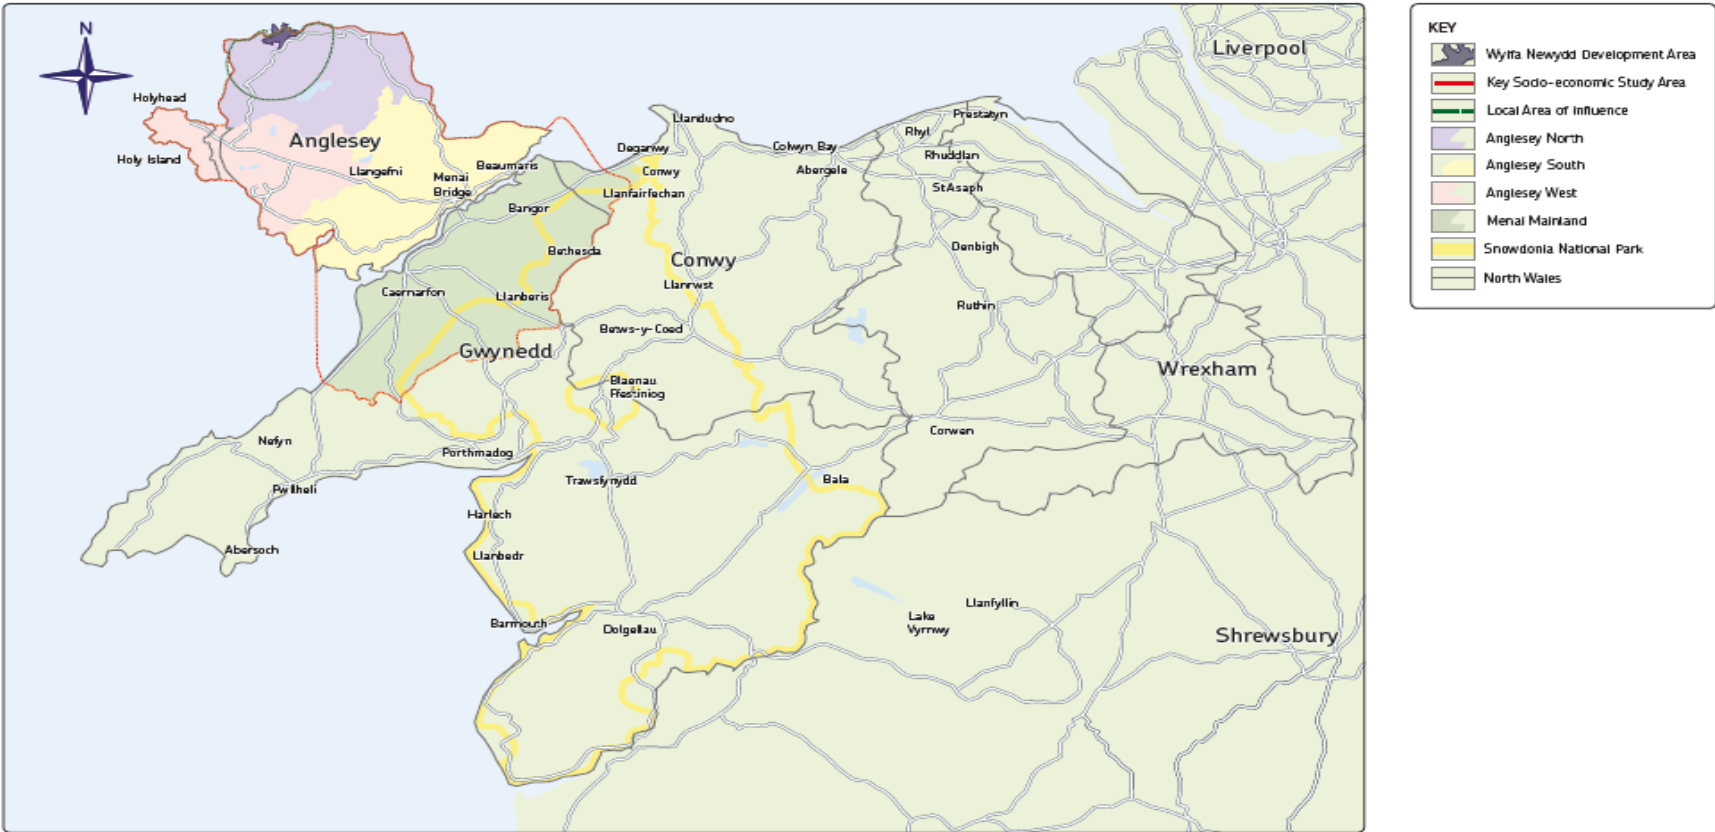 N
Liverpool
Holyhead
Anglesey
Holy Island
Llangefni
Menai
Bridge
Beaumaris
Llandudno
Deganwy
Conwy
Llanfairfechan
Colwyn Bay
Abergele
Rhyl
Prestatyn
Rhuddlan
StAsaph
Bangor
Bethesda
Conwy
Denbigh
Caernarfon
Llanberis
Llanrwst
Ruthin
Betws-y-Coed
Gwynedd
Wrexham
Blaenau
Ffestiniog
Nefyn
Porthmadog
Corwen
Pwllheli
Trawsfynydd
Bala
Harlech
Abersoch
Llanbedr
Barmouth
Dolgellau
Lake
Vyrnwy
Llanfyllin
Shrewsbury
KEY
Wylfa Newydd Development Area
Key Socio-economic Study Area
Local Area of Influence
Anglesey North
Anglesey South
Anglesey West
Menai Mainland
Snowdonia National Park
North Wales